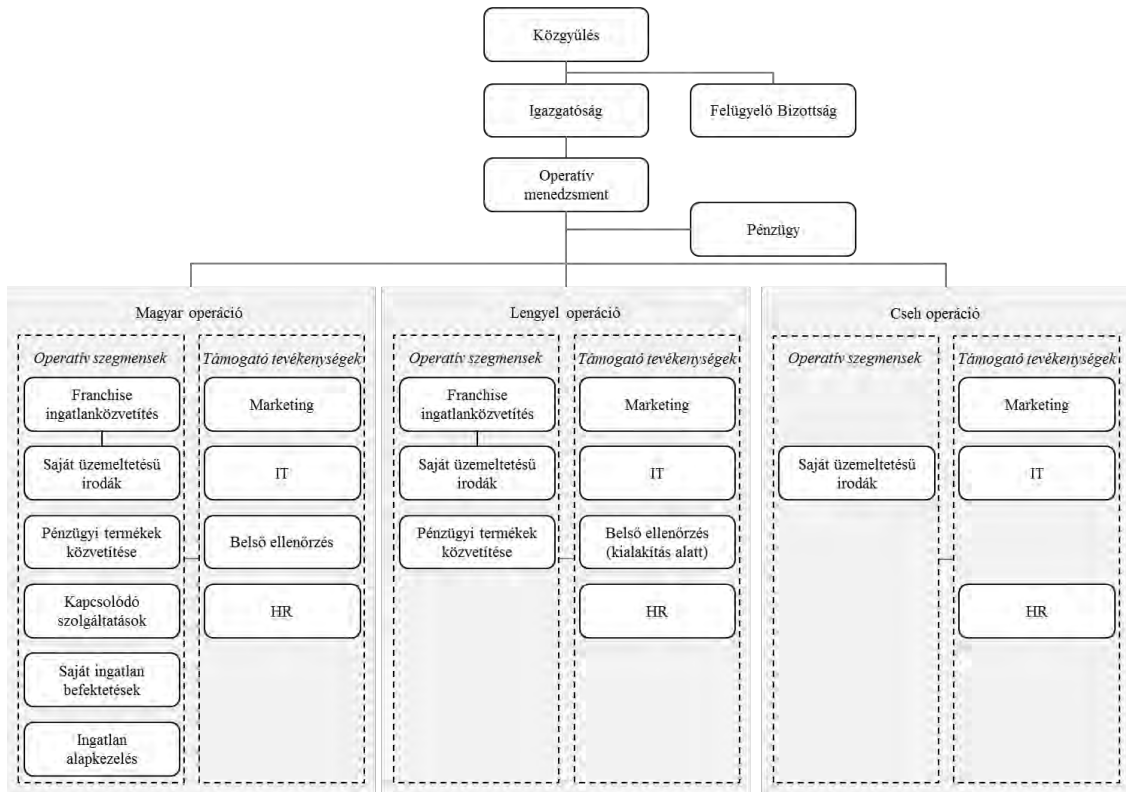 Közgyűlés
Igazgatóság
Felügyelő Bizottság
Operatív
menedzsment
Pénzügy
Magyar operáció
Operatív szegmensek
Támogató tevékenységek
Franchise
ingatlanközvetítés
Marketing
Saját üzemeltetésű
irodák
IT
Pénzügyi termékek
közvetítése
Belső ellenőrzés
Kapcsolódó
szolgáltatások
HR
Saját ingatlan
befektetések
Ingatlan
alapkezelés
Lengyel operáció
Operatív szegmensek
Támogató tevékenységek
Franchise
ingatlanközvetítés
Marketing
Saját üzemeltetésű
irodák
IT
Pénzügyi termékek
közvetítése
Belső ellenőrzés
(kialakítás alatt)
HR
Cseh operáció
Operatív szegmensek
Támogató tevékenységek
Marketing
Saját üzemeltetésű
irodák
IT
HR